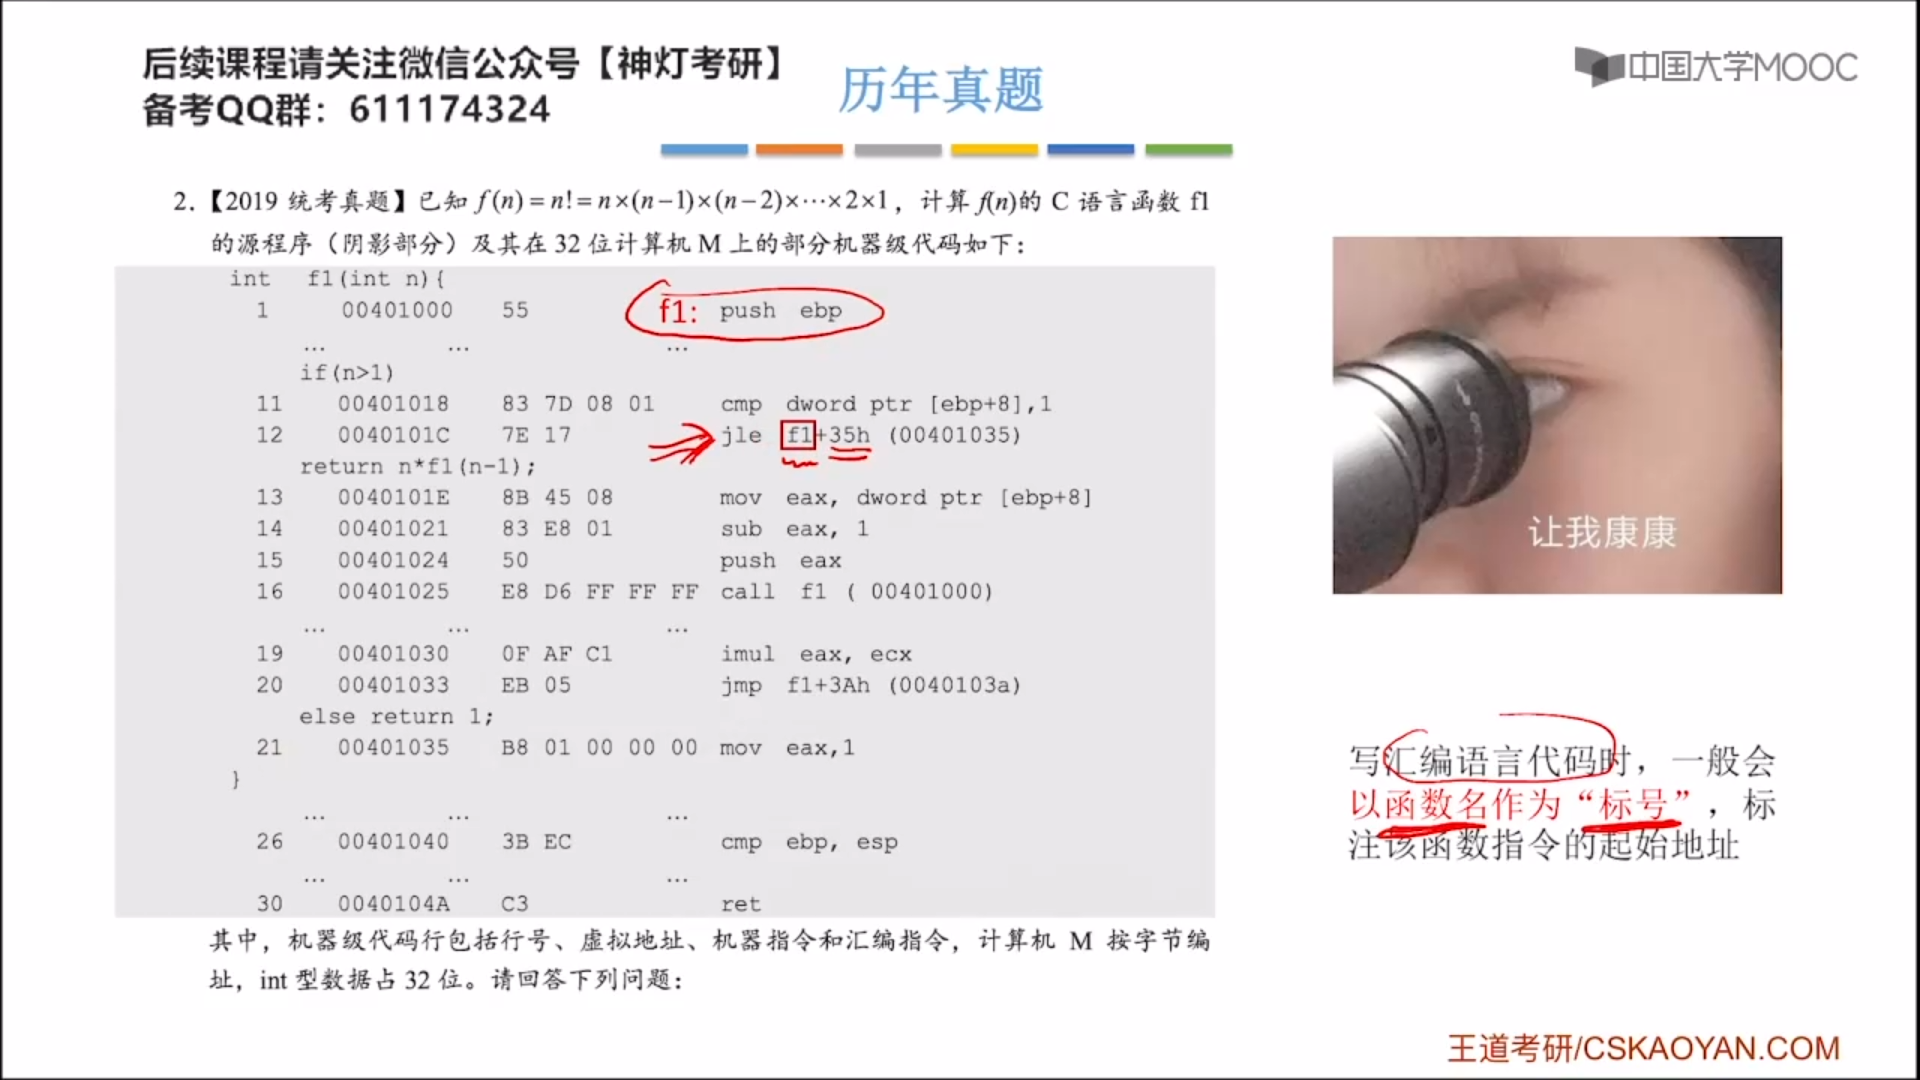 后续课程请关注微信公众号【神灯考研】
备考QQ群：611174324
历年真题
中国大学MOOC
2.【2019 统考真题】已知 f(n)=n!=n×(n−1)×(n−2)×⋯×2×1，计算 f(n)的 C 语言函数 f1
的源程序（阴影部分）及其在 32 位计算机 M 上的部分机器级代码如下：
int f1(int n){
1 00401000 55 f1: push ebp
… … …
if(n>1)
11 00401018 83 7D 08 01 cmp dword ptr [ebp+8],1
12 0040101C 7E 17 jle f1+35h (00401035)
return n*f1(n-1);
13 0040101E 8B 45 08 mov eax, dword ptr [ebp+8]
14 00401021 83 E8 01 sub eax, 1
15 00401024 50 push eax
16 00401025 E8 D6 FF FF FF call f1 ( 00401000)
… … …
19 00401030 0F AF C1 imul eax, ecx
20 00401033 EB 05 jmp f1+3Ah (0040103a)
else return 1;
21 00401035 B8 01 00 00 00 mov eax,1
}
… … …
26 00401040 3B EC cmp ebp, esp
… … …
30 0040104A C3 ret
其中，机器级代码行包括行号、虚拟地址、机器指令和汇编指令，计算机 M 按字节编
址，int 型数据占 32 位。请回答下列问题：
让我康康
写汇编语言代码时，一般会
以函数名作为“标号”，标
注该函数指令的起始地址
王道考研/CSKAOYAN.COM